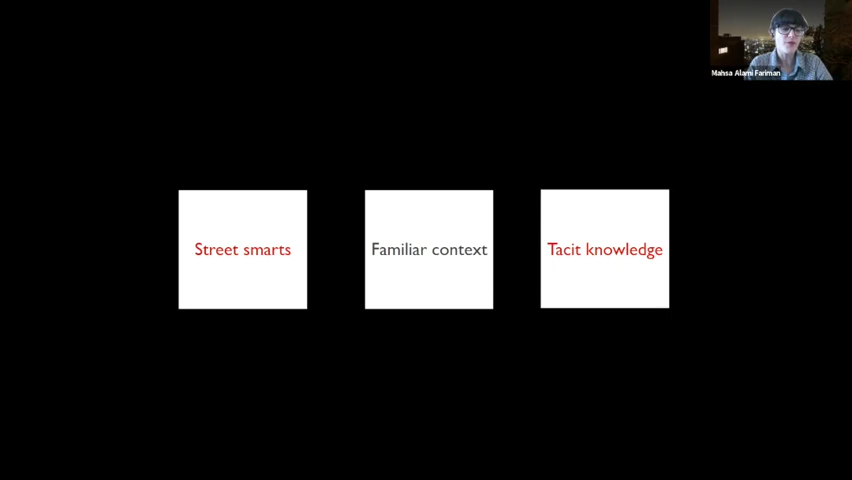 Mahsa Alami Fariman
Street smarts
Familiar context
Tacit knowledge